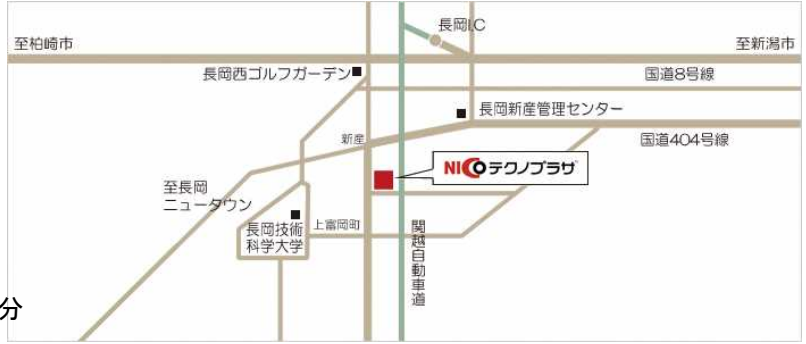 長岡I.C
至柏崎市
至新潟市
長岡西ゴルフガーデン
国道8号線
長岡新産管理センター
新産
国道404号線
NICOテクノプラザ
至長岡
ニュータウン
長岡技術
科学大学
上富岡町
関越自動車道
分